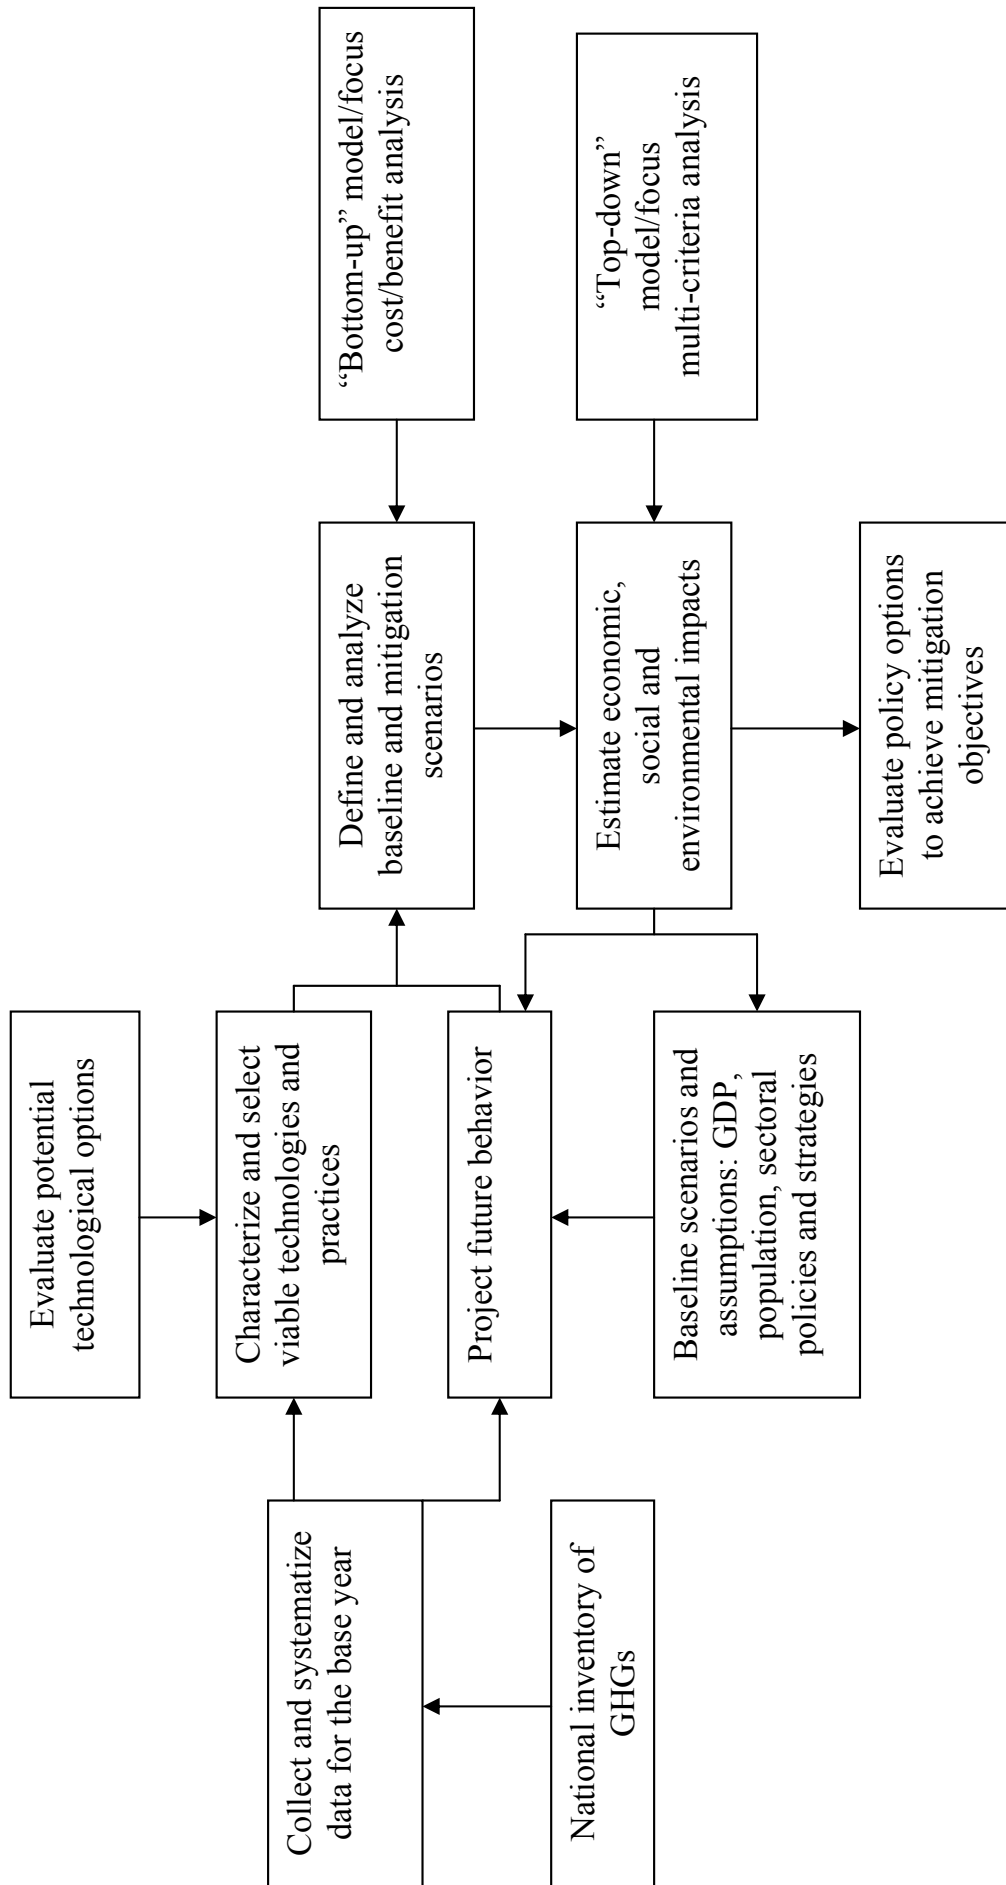 Collect and systematize
data for the base year
National inventory of
GHGs
Evaluate potential
technological options
Characterize and select
viable technologies and
practices
Project future behavior
Baseline scenarios and
assumptions: GDP,
population, sectoral
policies and strategies
Define and analyze
baseline and mitigation
scenarios
Estimate economic,
social and
environmental impacts
Evaluate policy options
to achieve mitigation
objectives
“Bottom-up” model/focus
cost/benefit analysis
“Top-down”
model/focus
multi-criteria analysis